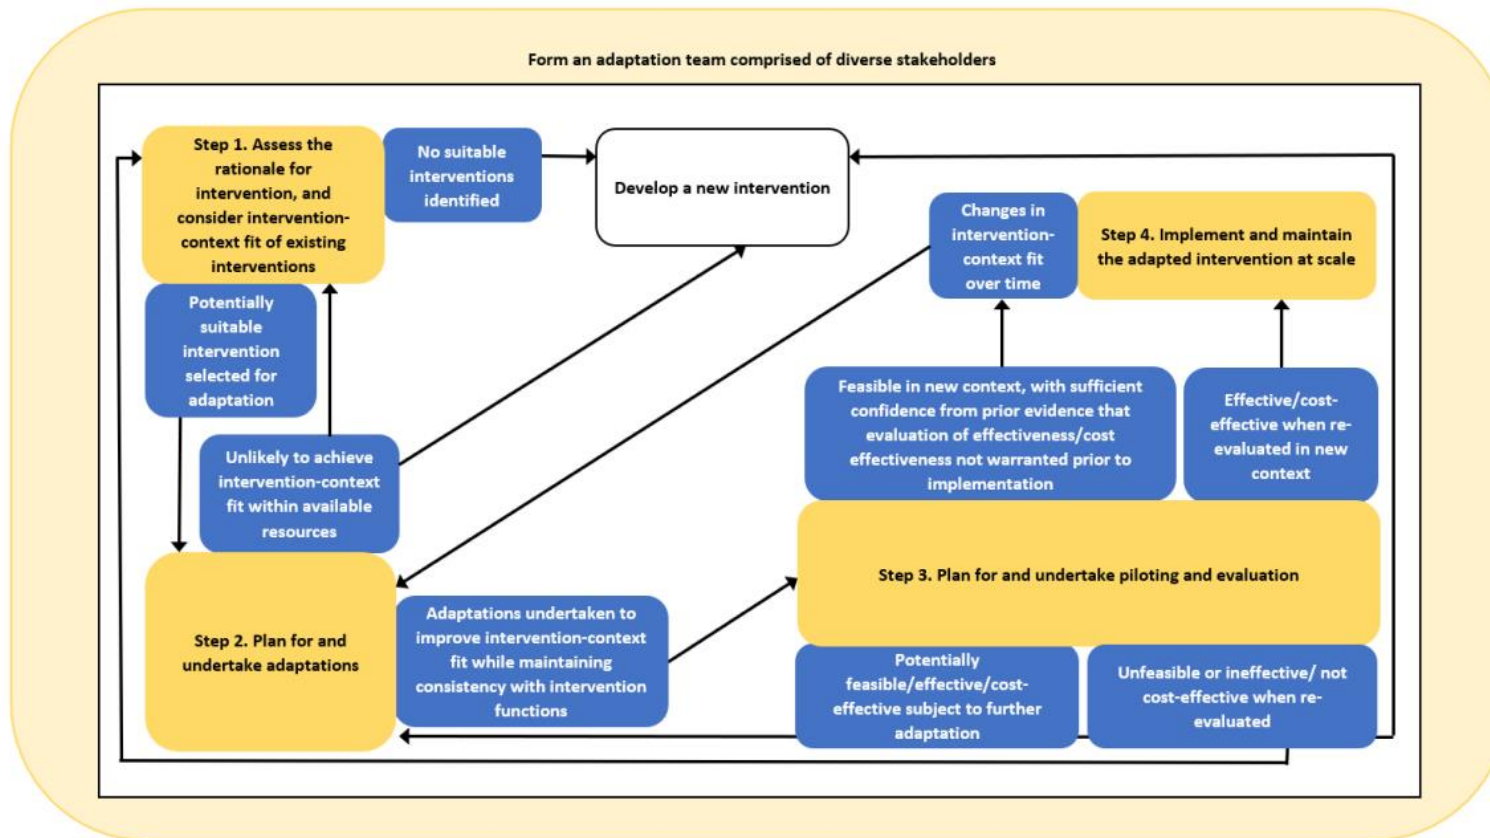 Form an adaptation team comprised of diverse stakeholders
Step 1. Assess the
rationale for
intervention, and
consider intervention-
context fit of existing
interventions
No suitable
interventions
identified
Develop a new intervention
Changes in
intervention-
context fit
over time
Step 4. Implement and maintain
the adapted intervention at scale
Potentially
suitable
intervention
selected for
adaptation
Unlikely to achieve
intervention-context
fit within available
resources
Feasible in new context, with sufficient
confidence from prior evidence that
evaluation of effectiveness/cost
effectiveness not warranted prior to
implementation
Effective/cost-
effective when re-
evaluated in new
context
Step 2. Plan for and
undertake adaptations
Adaptations undertaken to
improve intervention-context
fit while maintaining
consistency with intervention
functions
Step 3. Plan for and undertake piloting and evaluation
Potentially
feasible/effective/cost-
effective subject to further
adaptation
Unfeasible or ineffective/ not
cost-effective when re-
evaluated